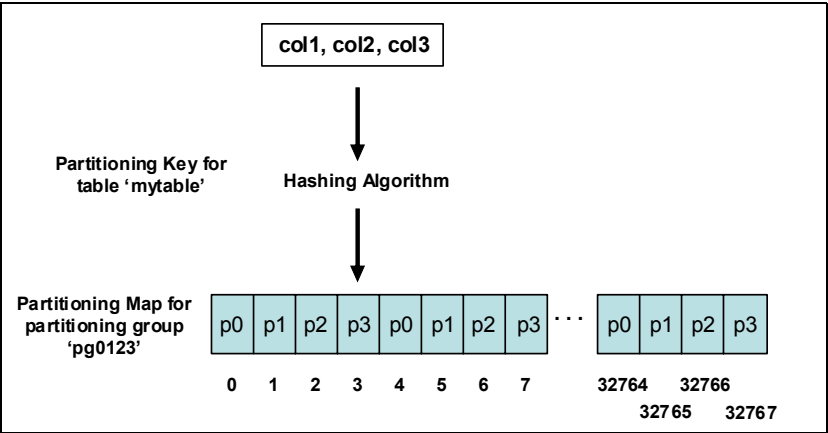 col1, col2, col3
Partitioning Key for
table ‘mytable’
Hashing Algorithm
Partitioning Map for
partitioning group
‘pg0123’
p0 p1 p2 p3 p0 p1 p2 p3 . . . p0 p1 p2 p3
0 1 2 3 4 5 6 7 32764 32766
32765 32767